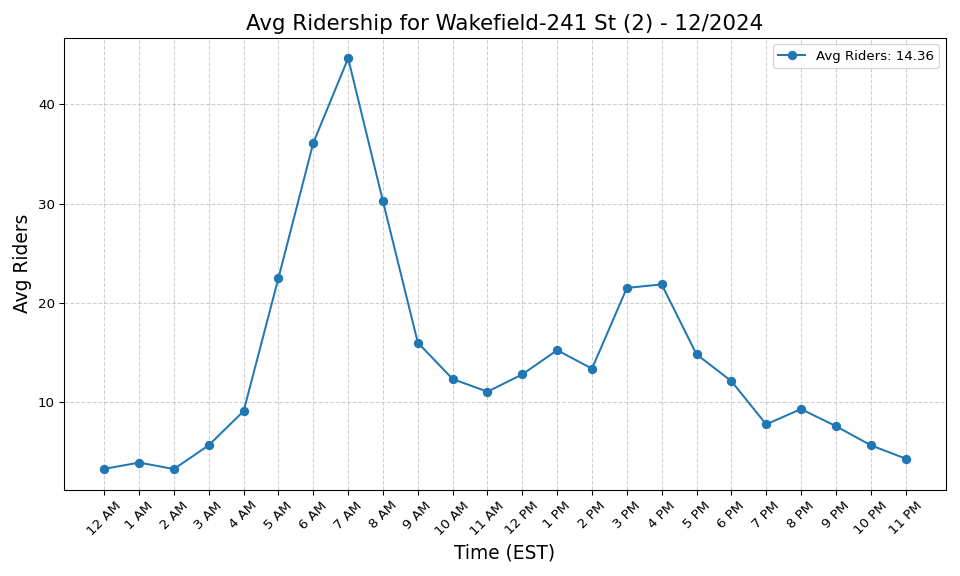 Avg Ridership for Wakefield-241 St (2) - 12/2024
Avg Riders: 14.36
Avg Riders
40
30
20
10
12 AM
1 AM
2 AM
3 AM
4 AM
5 AM
6 AM
7 AM
8 AM
9 AM
10 AM
11 AM
12 PM
1 PM
2 PM
3 PM
4 PM
5 PM
6 PM
7 PM
8 PM
9 PM
10 PM
11 PM
Time (EST)